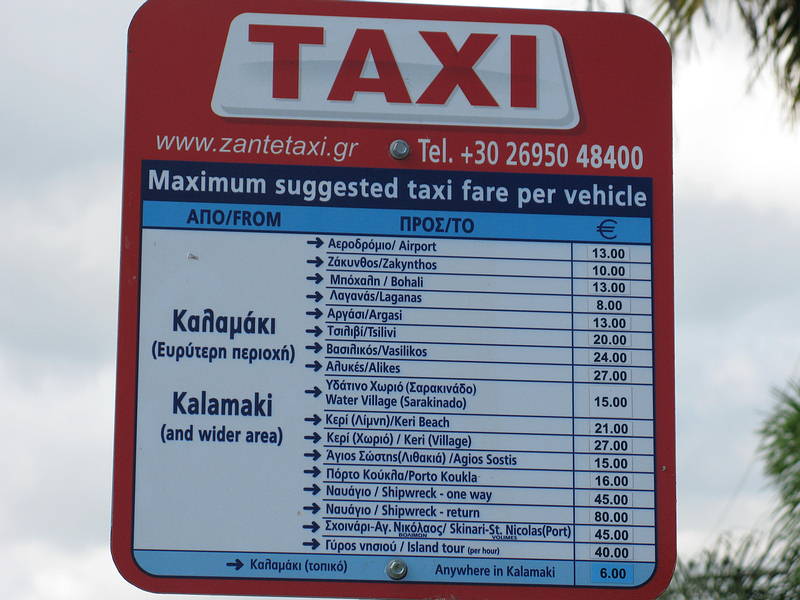 TAXI
www.zantetaxi.gr Tel. +30 26950 48400
Maximum suggested taxi fare per vehicle
ΑΠΟ/FROM ΠΡΟΣ/TO €
Καλαμάκι
(Ευρύτερη περιοχή)
Kalamaki
(and wider area)
➔ Αεροδρόμιο/ Airport 13.00
➔ Ζάκυνθος/Zakynthos 10.00
➔ Μπόχαλη / Bohali 13.00
➔ Λαγανάς/Laganas 8.00
➔ Αργάσι/Argasi 13.00
➔ Τσιλιβί/Tsilivi 20.00
➔ Βασιλικός/Vasilikos 24.00
➔ Αλυκές/Alikes 27.00
➔ Υδάτινο Χωριό (Σαρακινάδο)
Water Village (Sarakinado) 15.00
➔ Κερί (Λίμνη)/Keri Beach 21.00
➔ Κερί (Χωριό) / Keri (Village) 27.00
➔ Άγιος Σώστης(Λιθακιά) /Agios Sostis 15.00
➔ Πόρτο Κούκλα/Porto Koukla 16.00
➔ Ναυάγιο / Shipwreck - one way 45.00
➔ Ναυάγιο / Shipwreck - return 80.00
➔ Σχοινάρι-Αγ. Νικόλαος/ Skinari-St. Nicolas(Port) 45.00
ΒΟΛΙΜΩΝ VOLIMES
➔ Γύρος νησιού / Island tour (per hour) 40.00
➔ Καλαμάκι (τοπικό) Anywhere in Kalamaki 6.00